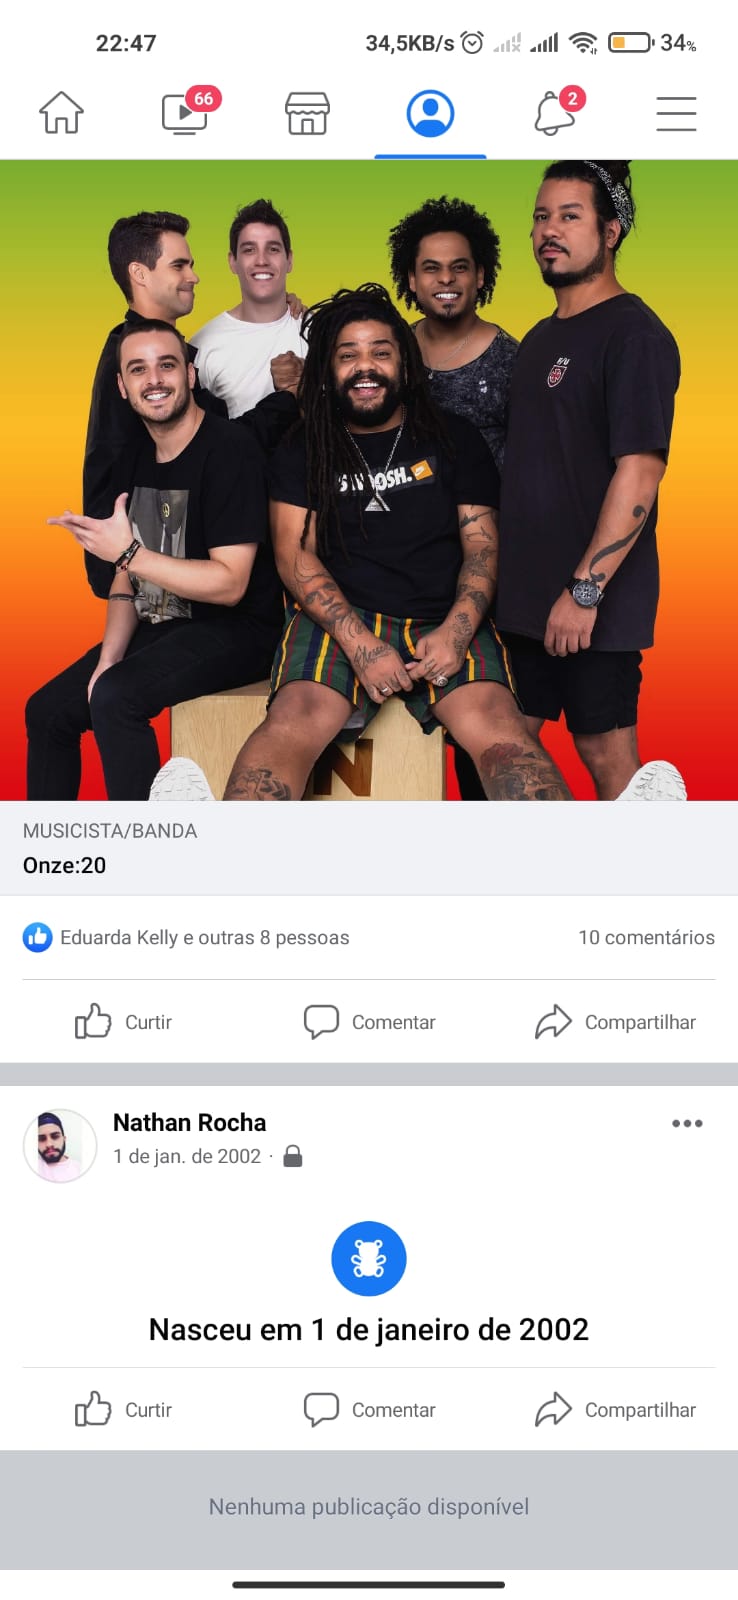 22:47
34,5KB/s
34%
66
2
F/U
SWOOSH.
N
MUSICISTA/BANDA
Onze:20
Eduarda Kelly e outras 8 pessoas
10 comentários
Curtir
Comentar
Compartilhar
Nathan Rocha
1 de jan. de 2002 ·
Nasceu em 1 de janeiro de 2002
Curtir
Comentar
Compartilhar
Nenhuma publicação disponível